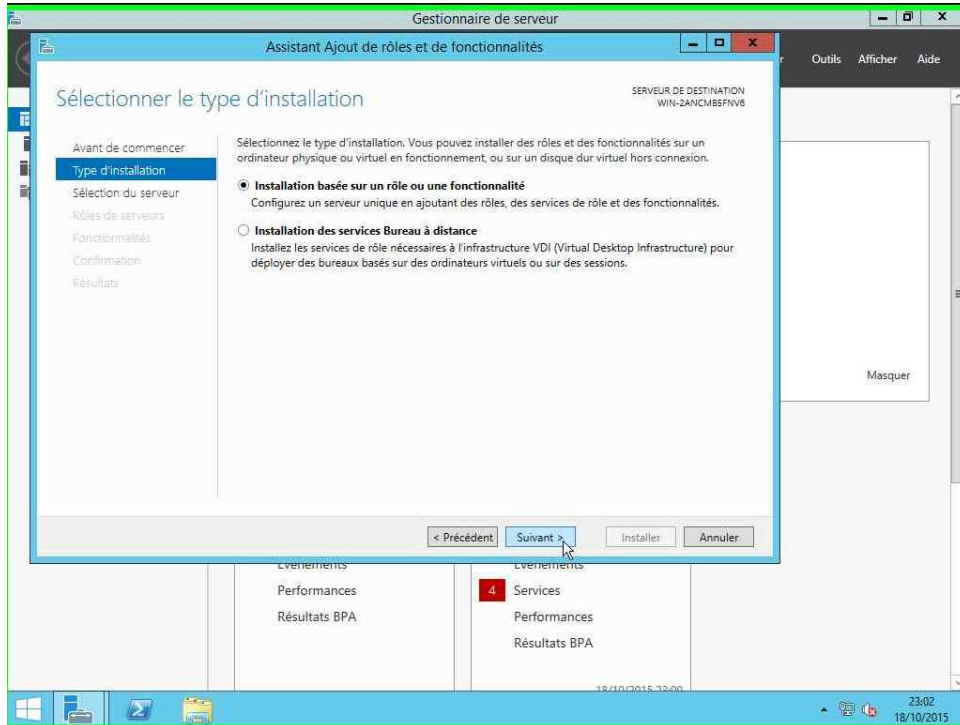 Gestionnaire de serveur
Outils Afficher Aide
Assistant Ajout de rôles et de fonctionnalités
Sélectionner le type d'installation
SERVEUR DE DESTINATION
WIN-2ANCMB5FNV6
Avant de commencer
Type d'installation
Sélection du serveur
Rôles de serveurs
Fonctionnalités
Confirmation
Résultats
Sélectionnez le type d'installation. Vous pouvez installer des rôles et des fonctionnalités sur un
ordinateur physique ou virtuel en fonctionnement, ou sur un disque dur virtuel hors connexion.
Installation basée sur un rôle ou une fonctionnalité
Configurez un serveur unique en ajoutant des rôles, des services de rôle et des fonctionnalités.
Installation des services Bureau à distance
Installez les services de rôle nécessaires à l'infrastructure VDI (Virtual Desktop Infrastructure) pour
déployer des bureaux basés sur des ordinateurs virtuels ou sur des sessions.
Masquer
< Précédent Suivant > Installer Annuler
Événements Événements
Performances 4 Services
Résultats BPA Performances
Résultats BPA
18/10/2015 23:00
23:02
18/10/2015